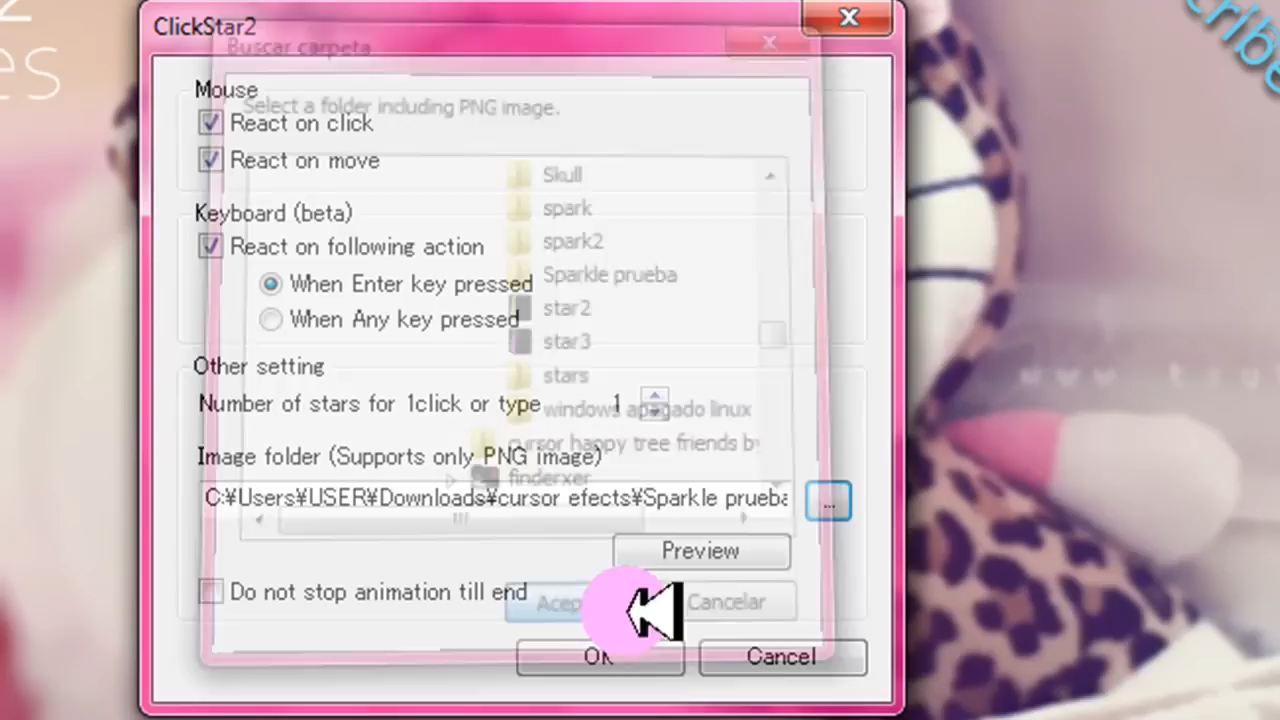 2
es
cribe
ClickStar2
Buscar carpeta
Mouse
Select a folder including PNG image.
React on click
React on move
Skull
spark
Keyboard (beta)
spark2
React on following action
Sparkle prueba
When Enter key pressed
star2
When Any key pressed
star3
Other setting
stars
Number of stars for 1click or type 1
windows apagado linux
cursor happy tree friends by
Image folder (Supports only PNG image)
finderxer
C:¥Users¥USER¥Downloads¥cursor efects¥Sparkle prueba
...
Preview
Do not stop animation till end
Acep
Cancelar
OK
Cancel